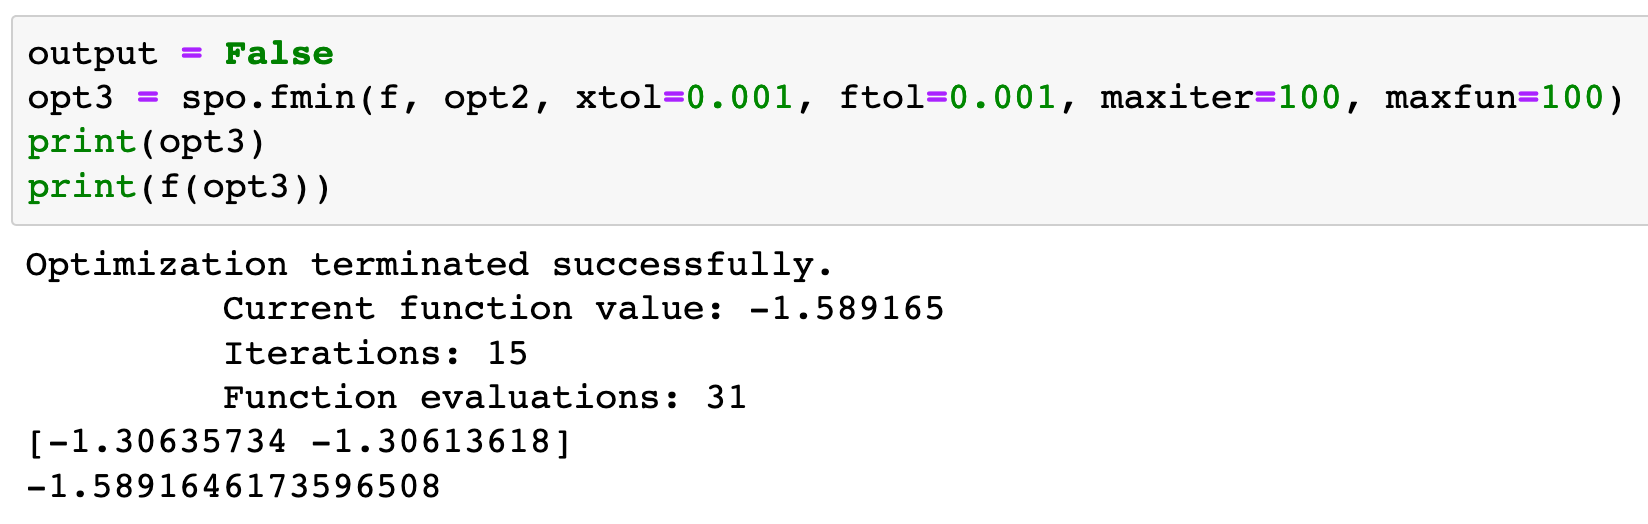 output = False
opt3 = spo.fmin(f, opt2, xtol=0.001, ftol=0.001, maxiter=100, maxfun=100)
print(opt3)
print(f(opt3))
Optimization terminated successfully.
         Current function value: -1.589165
         Iterations: 15
         Function evaluations: 31
[-1.30635734 -1.30613618]
-1.5891646173596508